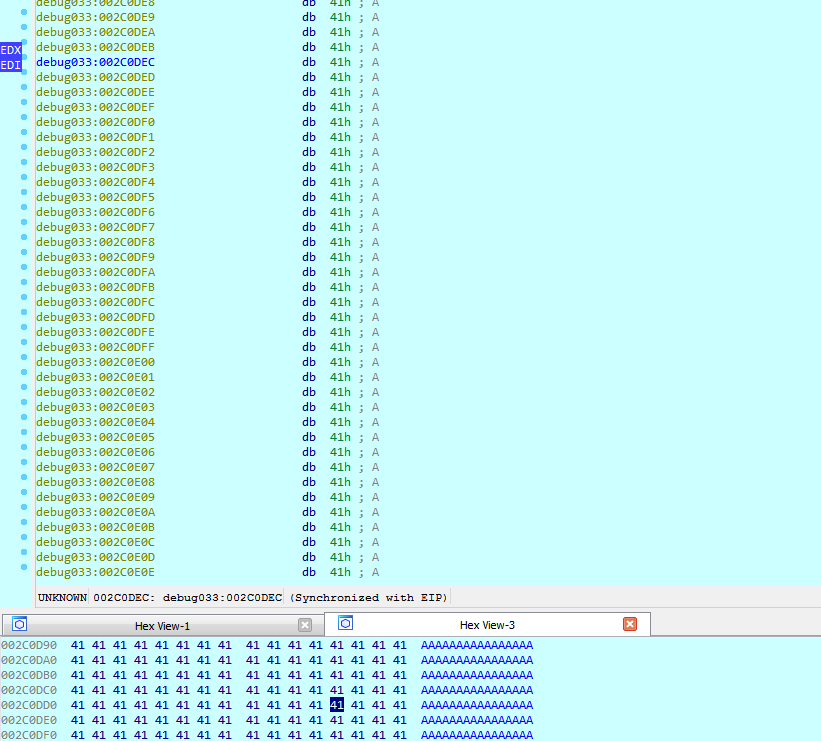 debug033:002C0DE8 db 41h ; A
debug033:002C0DE9 db 41h ; A
debug033:002C0DEA db 41h ; A
EDX debug033:002C0DEB db 41h ; A
EDI debug033:002C0DEC db 41h ; A
debug033:002C0DED db 41h ; A
debug033:002C0DEE db 41h ; A
debug033:002C0DEF db 41h ; A
debug033:002C0DF0 db 41h ; A
debug033:002C0DF1 db 41h ; A
debug033:002C0DF2 db 41h ; A
debug033:002C0DF3 db 41h ; A
debug033:002C0DF4 db 41h ; A
debug033:002C0DF5 db 41h ; A
debug033:002C0DF6 db 41h ; A
debug033:002C0DF7 db 41h ; A
debug033:002C0DF8 db 41h ; A
debug033:002C0DF9 db 41h ; A
debug033:002C0DFA db 41h ; A
debug033:002C0DFB db 41h ; A
debug033:002C0DFC db 41h ; A
debug033:002C0DFD db 41h ; A
debug033:002C0DFE db 41h ; A
debug033:002C0DFF db 41h ; A
debug033:002C0E00 db 41h ; A
debug033:002C0E01 db 41h ; A
debug033:002C0E02 db 41h ; A
debug033:002C0E03 db 41h ; A
debug033:002C0E04 db 41h ; A
debug033:002C0E05 db 41h ; A
debug033:002C0E06 db 41h ; A
debug033:002C0E07 db 41h ; A
debug033:002C0E08 db 41h ; A
debug033:002C0E09 db 41h ; A
debug033:002C0E0A db 41h ; A
debug033:002C0E0B db 41h ; A
debug033:002C0E0C db 41h ; A
debug033:002C0E0D db 41h ; A
debug033:002C0E0E db 41h ; A
UNKNOWN 002C0DEC: debug033:002C0DEC (Synchronized with EIP)
Hex View-1 Hex View-3
002C0D90 41 41 41 41 41 41 41 41 41 41 41 41 41 41 41 41 AAAAAAAAAAAAAAAA
002C0DA0 41 41 41 41 41 41 41 41 41 41 41 41 41 41 41 41 AAAAAAAAAAAAAAAA
002C0DB0 41 41 41 41 41 41 41 41 41 41 41 41 41 41 41 41 AAAAAAAAAAAAAAAA
002C0DC0 41 41 41 41 41 41 41 41 41 41 41 41 41 41 41 41 AAAAAAAAAAAAAAAA
002C0DD0 41 41 41 41 41 41 41 41 41 41 41 41 41 41 41 41 AAAAAAAAAAAAAAAA
002C0DE0 41 41 41 41 41 41 41 41 41 41 41 41 41 41 41 41 AAAAAAAAAAAAAAAA
002C0DF0 41 41 41 41 41 41 41 41 41 41 41 41 41 41 41 41 AAAAAAAAAAAAAAAA